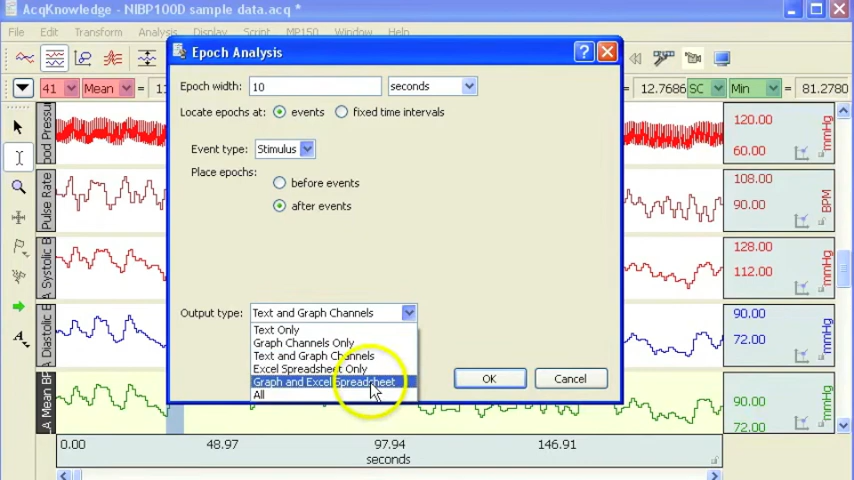 AcqKnowledge - NIBP100D sample data.acq *
File Edit Transform Analysis Display Script MP150 Window Help
Epoch Analysis
41 Mean = 12.7686 SC Min = 81.2780
Epoch width: 10 seconds
Locate epochs at: events fixed time intervals
Event type: Stimulus
Place epochs:
before events
after events
Output type: Text and Graph Channels
Text Only
Graph Channels Only
Text and Graph Channels
Excel Spreadsheet Only
Graph and Excel Spreadsheet
All
OK Cancel
Pulse Rate
A Systolic B
A Diastolic B
A Mean BP
120.00
60.00
mmHg
108.00
90.00
BPM
128.00
112.00
mmHg
90.00
72.00
mmHg
90.00
72.00
mmHg
0.00 48.97 97.94 146.91
seconds